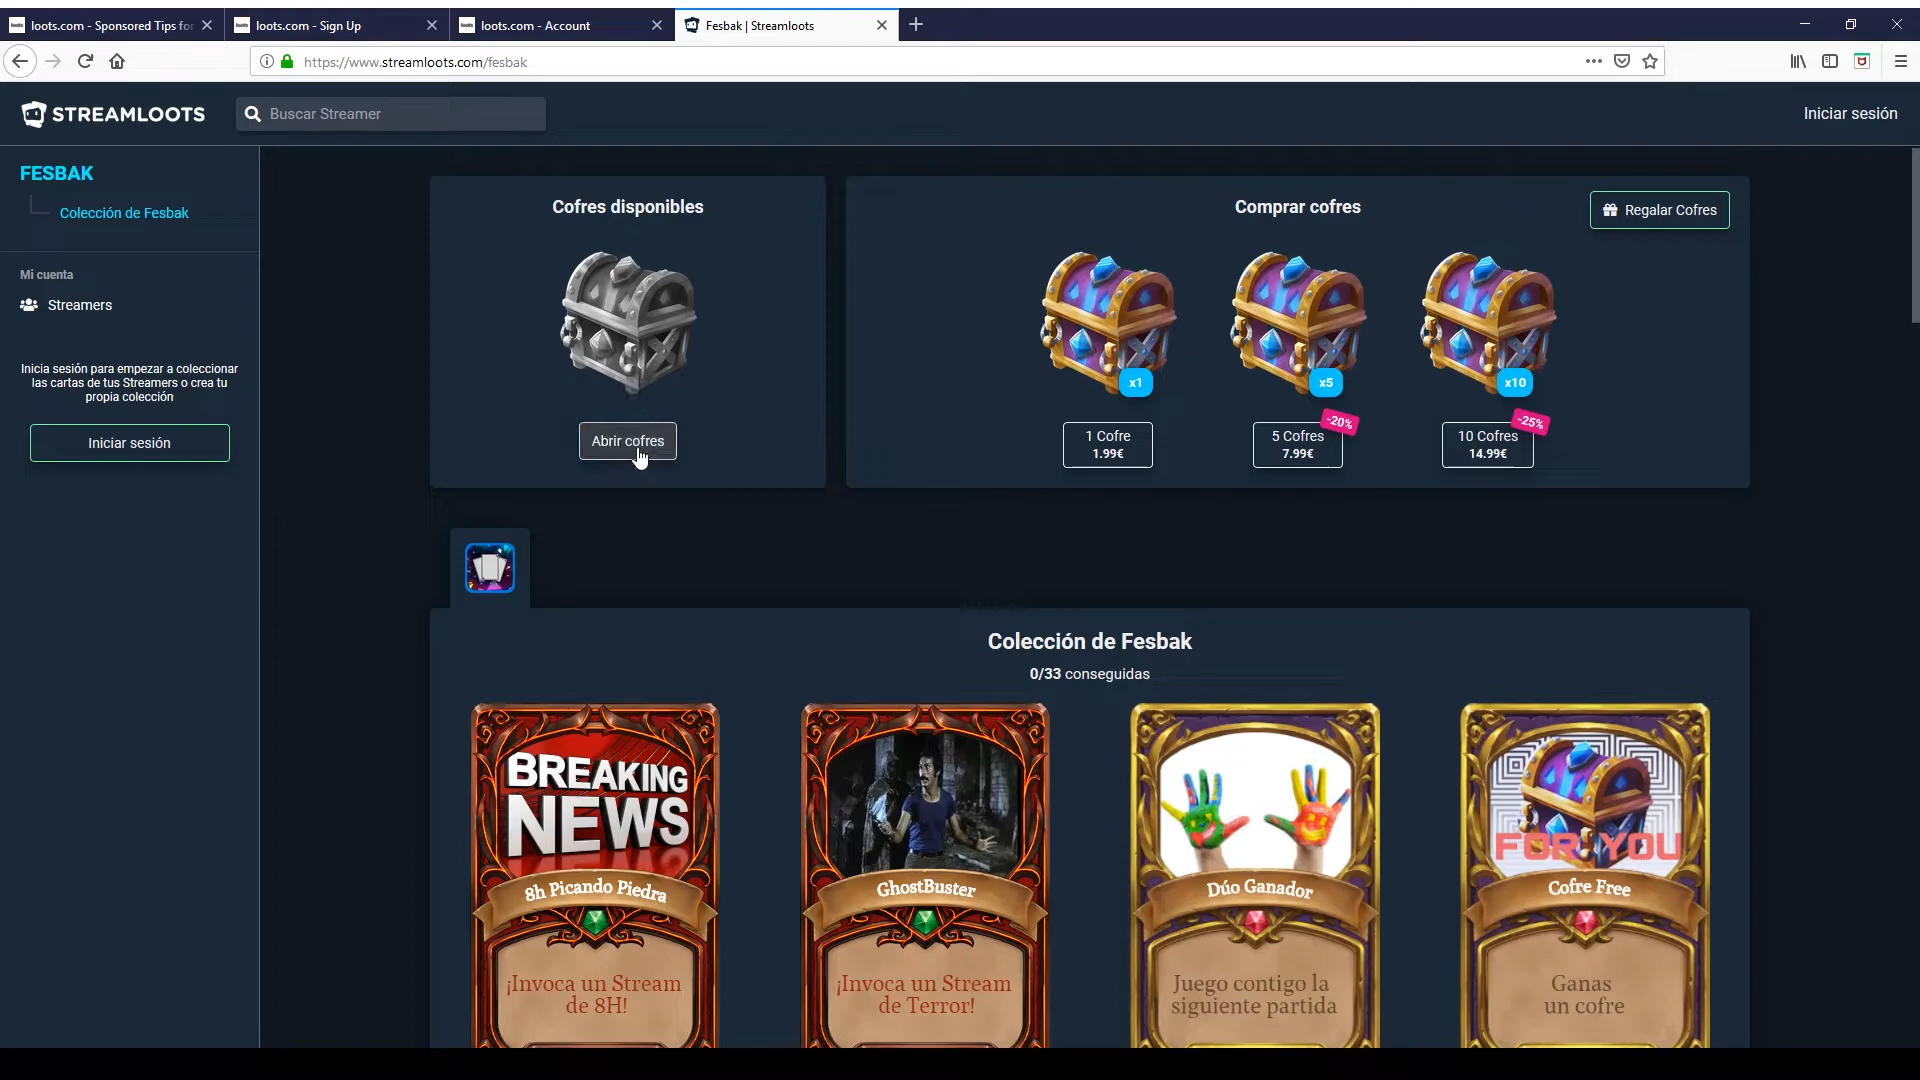 loots.com - Sponsored Tips for
loots.com - Sign Up
loots.com - Account
Fesbak | Streamloots
https://www.streamloots.com/fesbak
STREAMLOOTS
Buscar Streamer
Iniciar sesión
FESBAK
Colección de Fesbak
Mi cuenta
Streamers
Inicia sesión para empezar a coleccionar
las cartas de tus Streamers o crea tu
propia colección
Iniciar sesión
Cofres disponibles
Abrir cofres
Comprar cofres
Regalar Cofres
x1
x5
x10
1 Cofre
1.99€
-20%
5 Cofres
7.99€
-25%
10 Cofres
14.99€
Colección de Fesbak
0/33 conseguidas
BREAKING
NEWS
8h Picando Piedra
¡Invoca un Stream
de 8H!
GhostBuster
¡Invoca un Stream
de Terror!
Dúo Ganador
Juego contigo la
siguiente partida
FOR YOU
Cofre Free
Ganas
un cofre